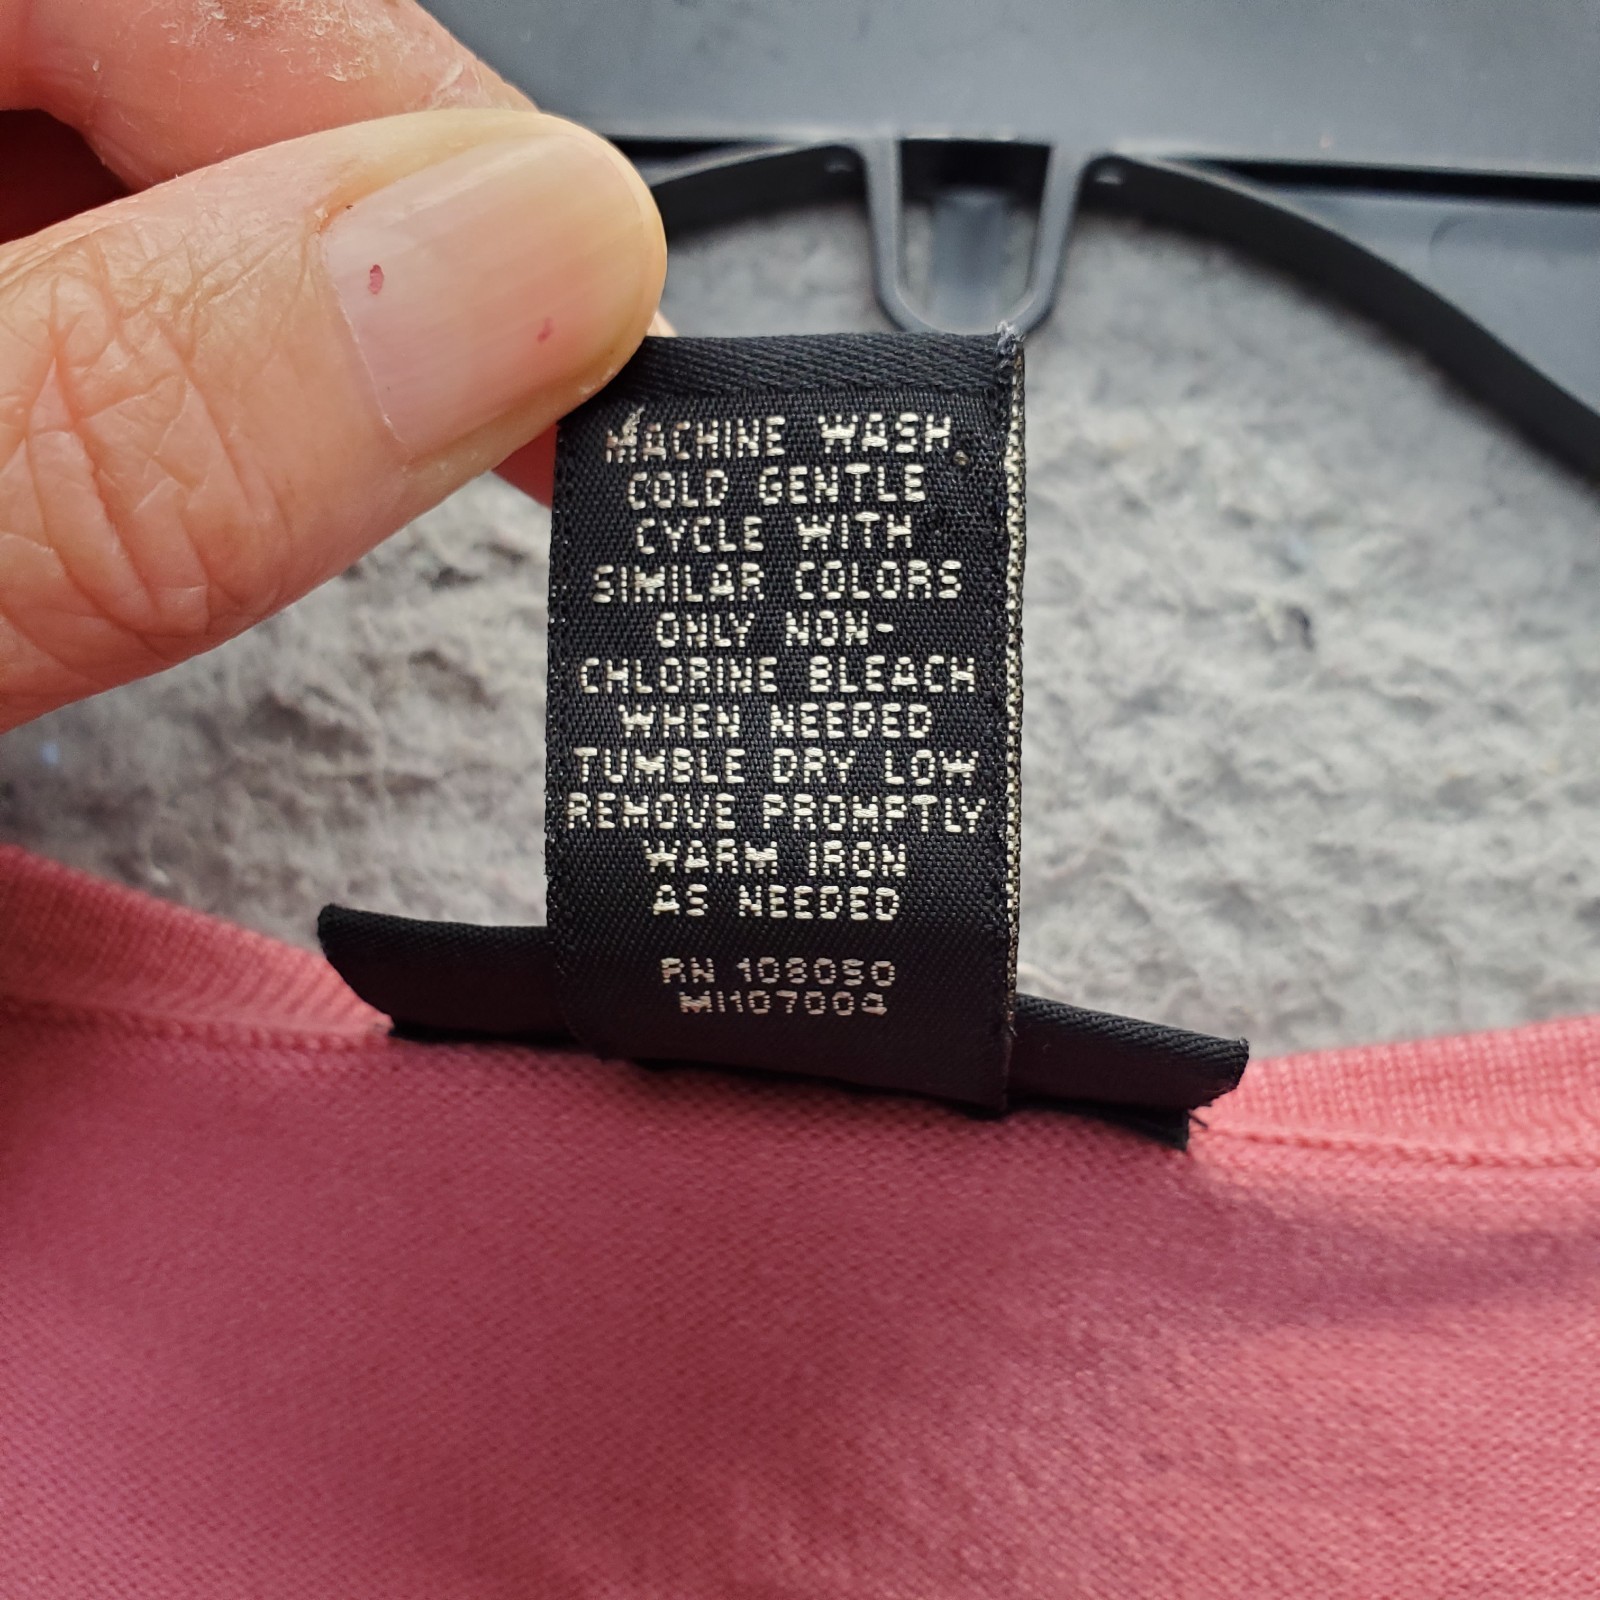 MACHINE WASH
COLD GENTLE
CYCLE WITH
SIMILAR COLORS
ONLY NON-
CHLORINE BLEACH
WHEN NEEDED
TUMBLE DRY LOW
REMOVE PROMPTLY
WARM IRON
AS NEEDED
RN 108050
MI107004